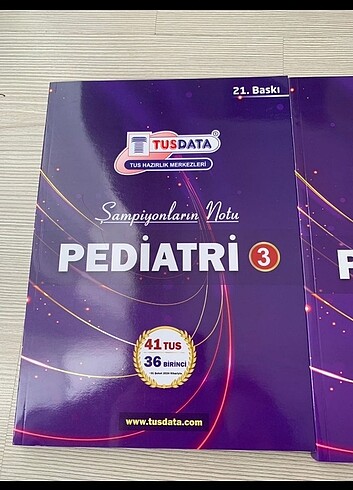 21. Baskı
TUSDATA
TUS HAZIRLIK MERKEZLERİ
Şampiyonların Notu
PEDİATRİ 3
P
41 TUS
36 BİRİNCİ
www.tusdata.com